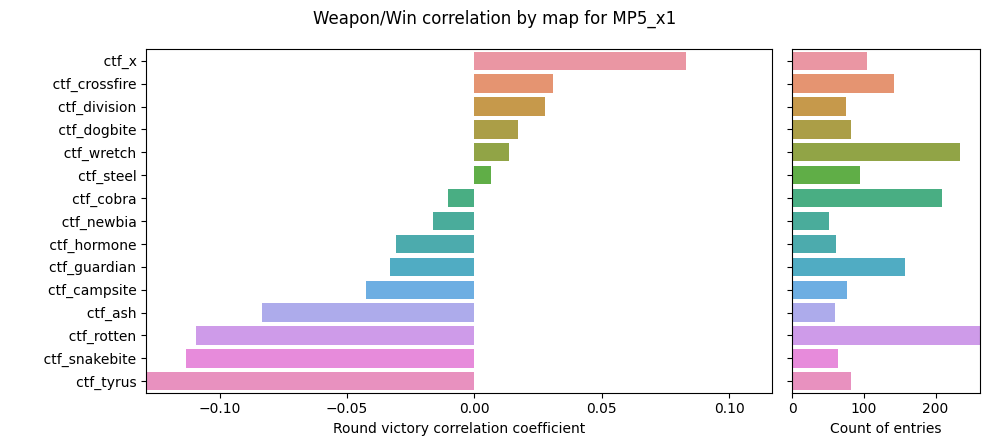 Weapon/Win correlation by map for MP5_x1
ctf_x
ctf_crossfire
ctf_division
ctf_dogbite
ctf_wretch
ctf_steel
ctf_cobra
ctf_newbia
ctf_hormone
ctf_guardian
ctf_campsite
ctf_ash
ctf_rotten
ctf_snakebite
ctf_tyrus
−0.10 −0.05 0.00 0.05 0.10
Round victory correlation coefficient
0 100 200
Count of entries